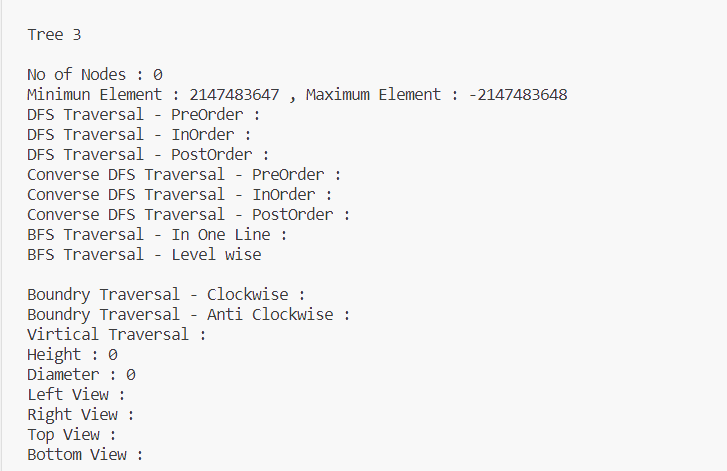 Tree 3
No of Nodes : 0
Minimun Element : 2147483647 , Maximum Element : -2147483648
DFS Traversal - PreOrder :
DFS Traversal - InOrder :
DFS Traversal - PostOrder :
Converse DFS Traversal - PreOrder :
Converse DFS Traversal - InOrder :
Converse DFS Traversal - PostOrder :
BFS Traversal - In One Line :
BFS Traversal - Level wise
Boundry Traversal - Clockwise :
Boundry Traversal - Anti Clockwise :
Virtical Traversal :
Height : 0
Diameter : 0
Left View :
Right View :
Top View :
Bottom View :